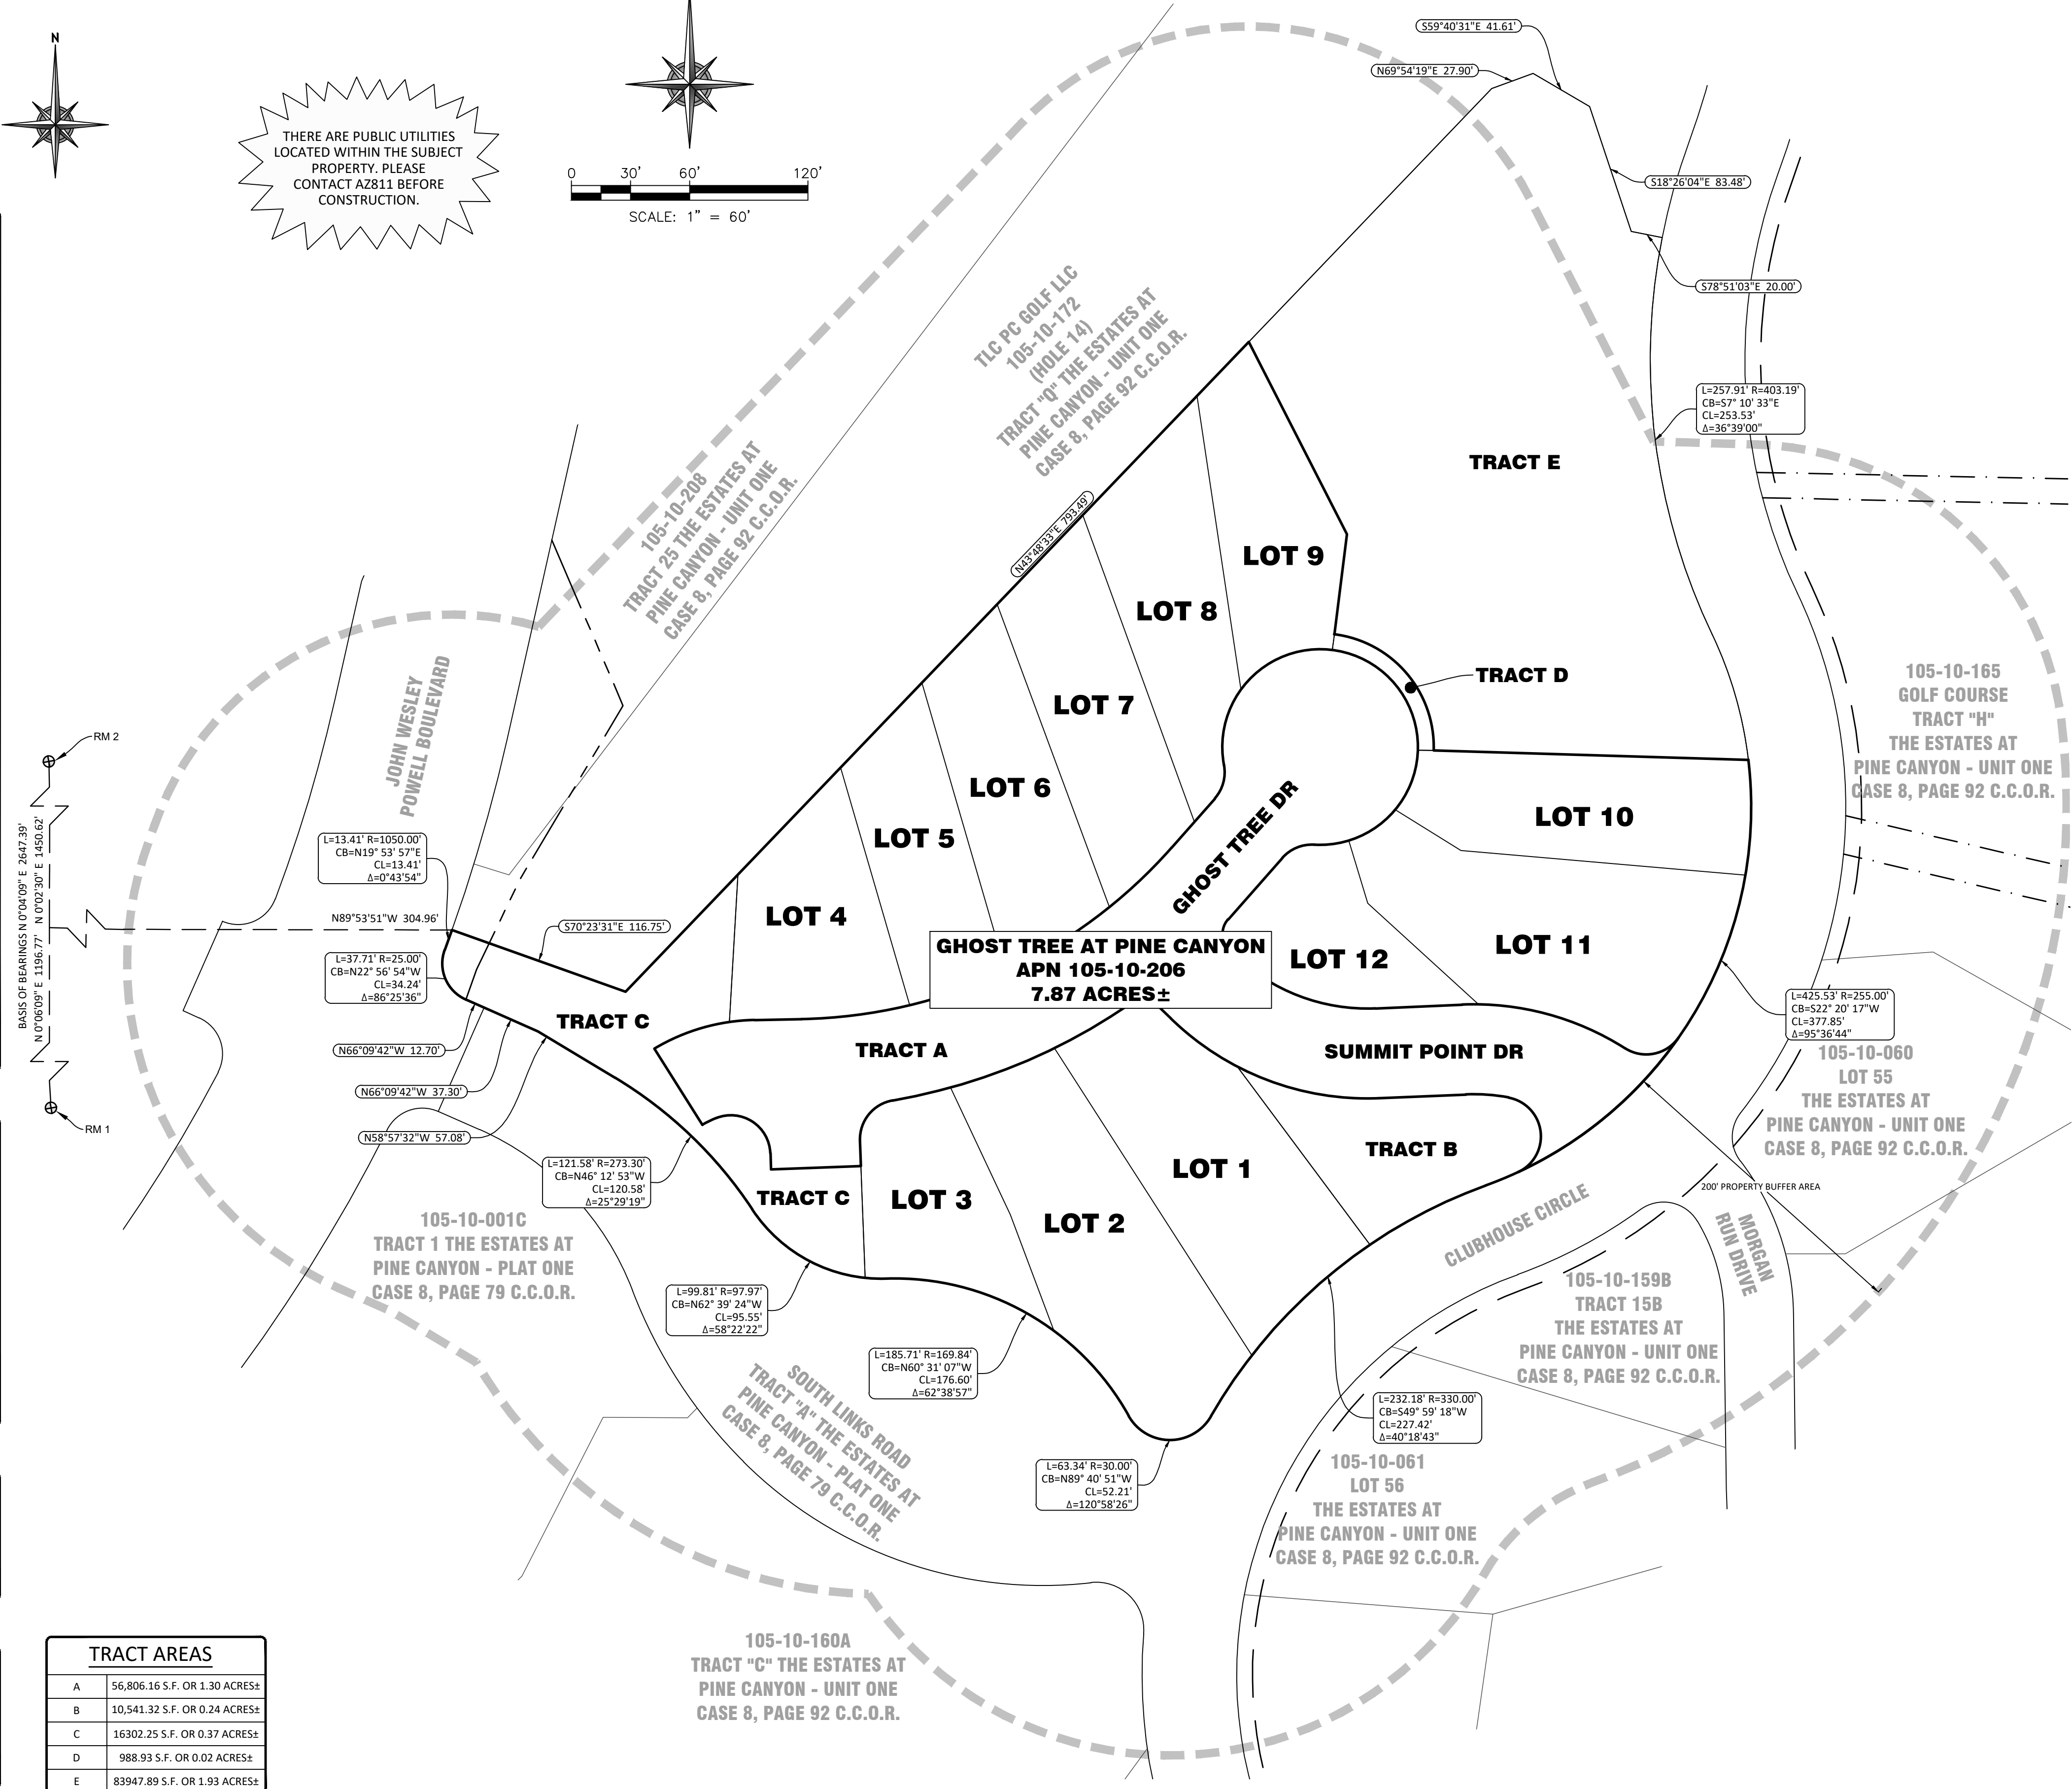 N
THERE ARE PUBLIC UTILITIES
LOCATED WITHIN THE SUBJECT
PROPERTY. PLEASE
CONTACT AZ811 BEFORE
CONSTRUCTION.
0 30' 60' 120'
SCALE: 1" = 60'
S59°40'31"E 41.61'
N69°54'19"E 27.90'
S18°26'04"E 83.48'
S78°51'03"E 20.00'
L=257.91' R=403.19'
CB=S7° 10' 33"E
CL=253.53'
Δ=36°39'00"
TLC PC GOLF LLC
105-10-172
(HOLE 14)
TRACT "Q" THE ESTATES AT
PINE CANYON - UNIT ONE
CASE 8, PAGE 92 C.C.O.R.
105-10-208
TRACT 25 THE ESTATES AT
PINE CANYON - UNIT ONE
CASE 8, PAGE 92 C.C.O.R.
N43°48'33"E 793.49'
TRACT E
LOT 9
LOT 8
LOT 7
LOT 6
LOT 5
LOT 4
TRACT D
LOT 10
LOT 11
LOT 12
GHOST TREE DR
105-10-165
GOLF COURSE
TRACT "H"
THE ESTATES AT
PINE CANYON - UNIT ONE
CASE 8, PAGE 92 C.C.O.R.
JOHN WESLEY
POWELL BOULEVARD
RM 2
BASIS OF BEARINGS N 0°04'09" E 2647.39'
N 0°06'09" E 1196.77'
N 0°02'30" E 1450.62'
RM 1
L=13.41' R=1050.00'
CB=N19° 53' 57"E
CL=13.41'
Δ=0°43'54"
N89°53'51"W 304.96'
S70°23'31"E 116.75'
L=37.71' R=25.00'
CB=N22° 56' 54"W
CL=34.24'
Δ=86°25'36"
GHOST TREE AT PINE CANYON
APN 105-10-206
7.87 ACRES±
TRACT C
TRACT A
SUMMIT POINT DR
N66°09'42"W 12.70'
N66°09'42"W 37.30'
N58°57'32"W 57.08'
L=425.53' R=255.00'
CB=S22° 20' 17"W
CL=377.85'
Δ=95°36'44"
105-10-060
LOT 55
THE ESTATES AT
PINE CANYON - UNIT ONE
CASE 8, PAGE 92 C.C.O.R.
L=121.58' R=273.30'
CB=N46° 12' 53"W
CL=120.58'
Δ=25°29'19"
TRACT C
LOT 3
LOT 2
LOT 1
TRACT B
200' PROPERTY BUFFER AREA
CLUBHOUSE CIRCLE
MORGAN
RUN DRIVE
105-10-001C
TRACT 1 THE ESTATES AT
PINE CANYON - PLAT ONE
CASE 8, PAGE 79 C.C.O.R.
L=99.81' R=97.97'
CB=N62° 39' 24"W
CL=95.55'
Δ=58°22'22"
L=185.71' R=169.84'
CB=N60° 31' 07"W
CL=176.60'
Δ=62°38'57"
105-10-159B
TRACT 15B
THE ESTATES AT
PINE CANYON - UNIT ONE
CASE 8, PAGE 92 C.C.O.R.
SOUTH LINKS ROAD
TRACT "A" THE ESTATES AT
PINE CANYON - PLAT ONE
CASE 8, PAGE 79 C.C.O.R.
L=232.18' R=330.00'
CB=S49° 59' 18"W
CL=227.42'
Δ=40°18'43"
L=63.34' R=30.00'
CB=N89° 40' 51"W
CL=52.21'
Δ=120°58'26"
105-10-061
LOT 56
THE ESTATES AT
PINE CANYON - UNIT ONE
CASE 8, PAGE 92 C.C.O.R.
105-10-160A
TRACT "C" THE ESTATES AT
PINE CANYON - UNIT ONE
CASE 8, PAGE 92 C.C.O.R.
TRACT AREAS
A 56,806.16 S.F. OR 1.30 ACRES±
B 10,541.32 S.F. OR 0.24 ACRES±
C 16302.25 S.F. OR 0.37 ACRES±
D 988.93 S.F. OR 0.02 ACRES±
E 83947.89 S.F. OR 1.93 ACRES±